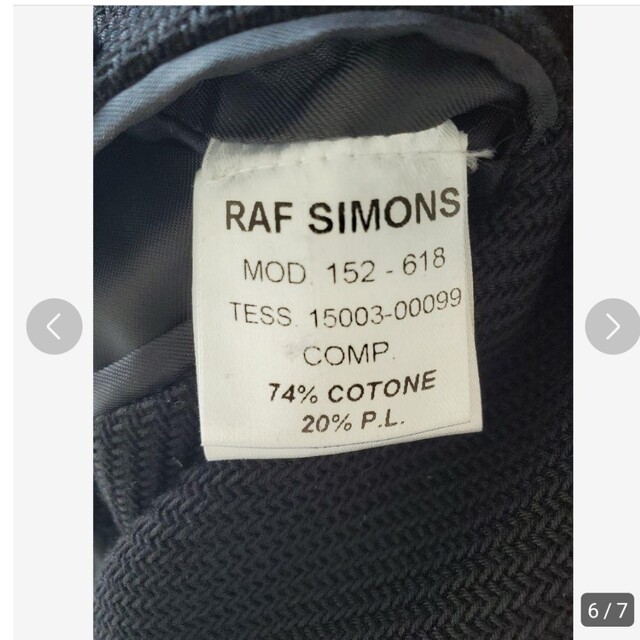 RAF SIMONS
MOD. 152 - 618
TESS. 15003-00099
COMP.
74% COTONE
20% P.L.
6 / 7